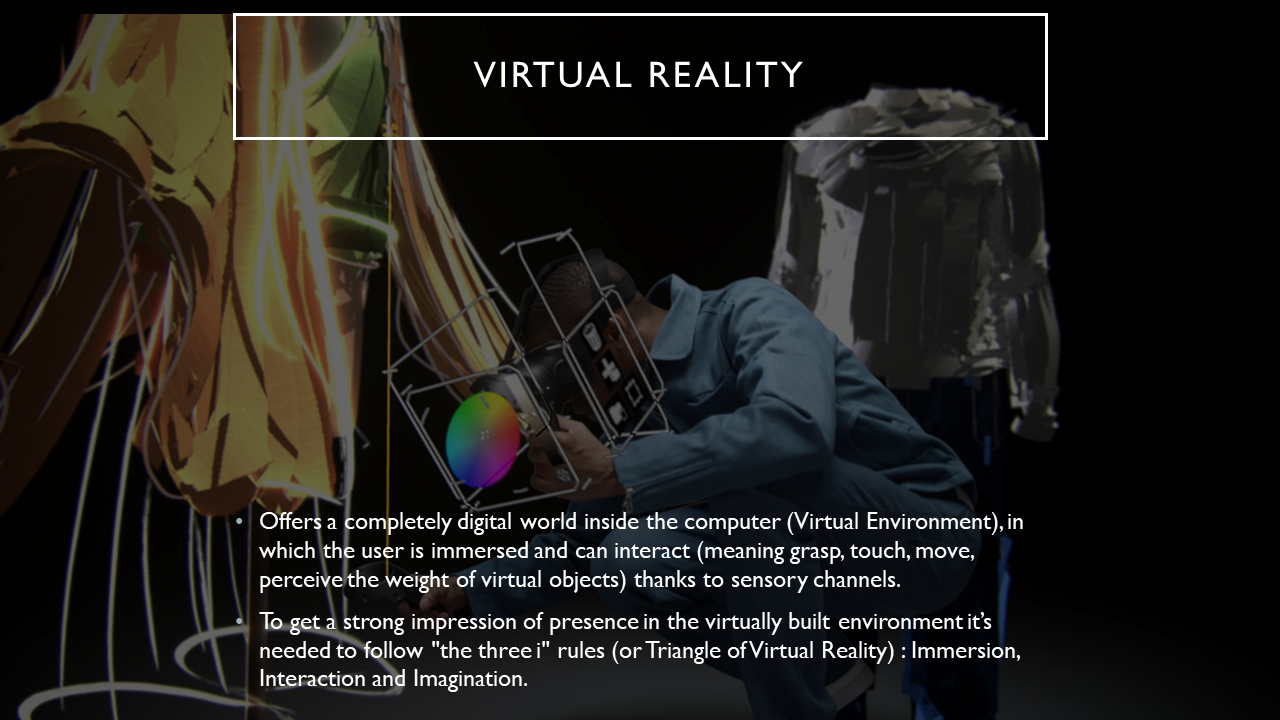 VIRTUAL REALITY
• Offers a completely digital world inside the computer (Virtual Environment), in
which the user is immersed and can interact (meaning grasp, touch, move,
perceive the weight of virtual objects) thanks to sensory channels.
• To get a strong impression of presence in the virtually built environment it’s
needed to follow "the three i" rules (or Triangle of Virtual Reality) : Immersion,
Interaction and Imagination.